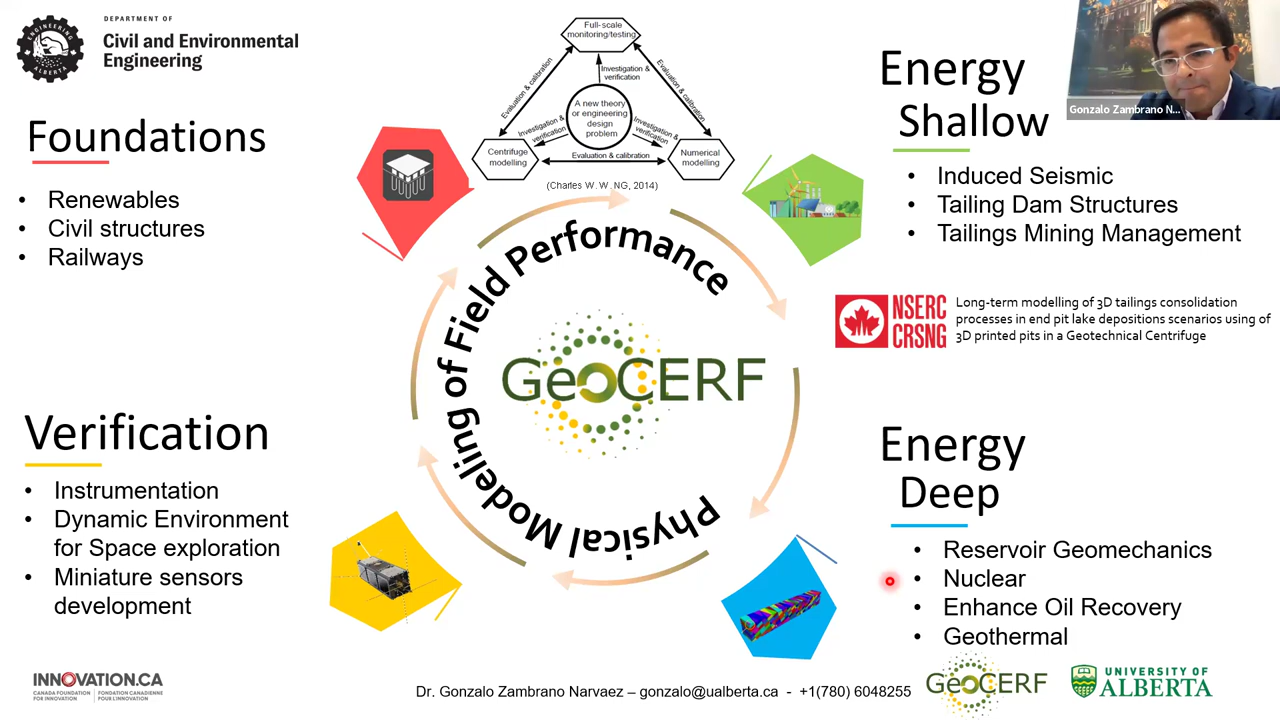 DEPARTMENT OF
Civil and Environmental
Engineering
ENGINEERING
ALBERTA
Full-scale
monitoring/testing
Evaluation & calibration
Evaluation & calibration
Investigation &
verification
A new theory
or engineering
design
problem
Investigation &
verification
Investigation &
verification
Centrifuge
modelling
Evaluation & calibration
Numerical
modelling
(Charles W. W. NG, 2014)
Gonzalo Zambrano N...
Foundations
• Renewables
• Civil structures
• Railways
Energy
Shallow
• Induced Seismic
• Tailing Dam Structures
• Tailings Mining Management
NSERC
CRSNG
Long-term modelling of 3D tailings consolidation
processes in end pit lake depositions scenarios using of
3D printed pits in a Geotechnical Centrifuge
Physical Modeling of Field Performance
GeoCERF
Verification
• Instrumentation
• Dynamic Environment
for Space exploration
• Miniature sensors
development
Energy
Deep
• Reservoir Geomechanics
• Nuclear
• Enhance Oil Recovery
• Geothermal
INNOVATION.CA
CANADA FOUNDATION
FOR INNOVATION
FONDATION CANADIENNE
POUR L'INNOVATION
Dr. Gonzalo Zambrano Narvaez – gonzalo@ualberta.ca - +1(780) 6048255
GeoCERF
UNIVERSITY OF
ALBERTA